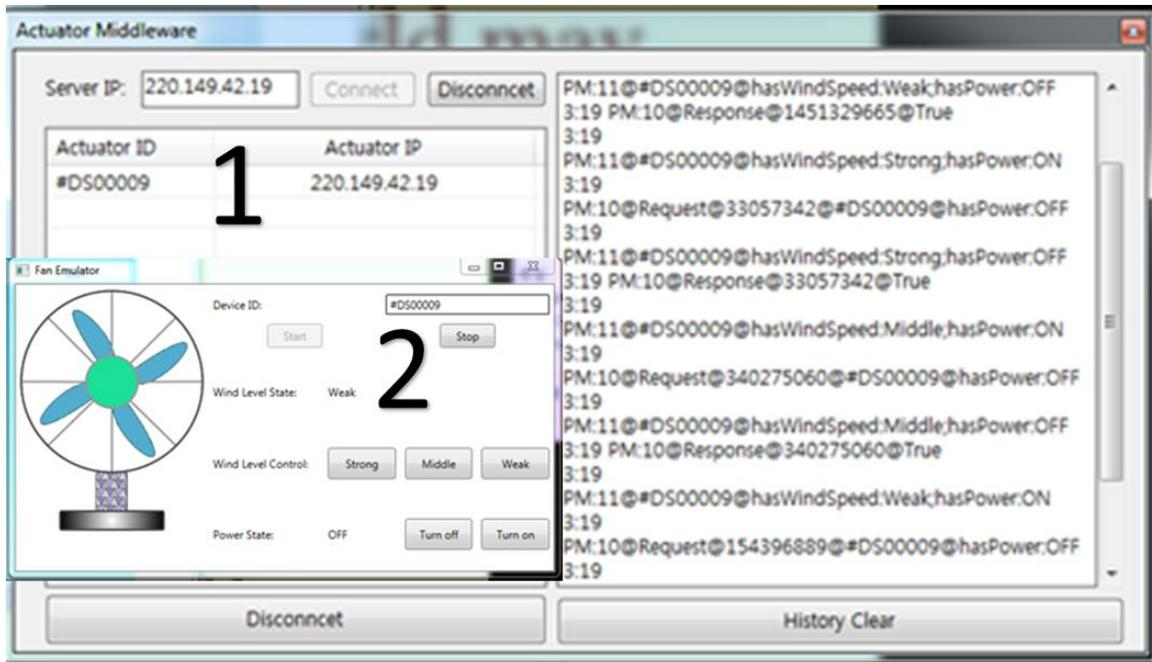 Actuator Middleware
Server IP: 220.149.42.19 Connect Disconncet
Actuator ID Actuator IP
#DS00009 220.149.42.19
1
Fan Emulator
Device ID: #DS00009
Start Stop
2
Wind Level State: Weak
Wind Level Control: Strong Middle Weak
Power State: OFF Turn off Turn on
Disconncet
PM:11@#DS00009@hasWindSpeed:Weak;hasPower:OFF
3:19 PM:10@Response@1451329665@True
3:19
PM:11@#DS00009@hasWindSpeed:Strong;hasPower:ON
3:19
PM:10@Request@33057342@#DS00009@hasPower:OFF
3:19
PM:11@#DS00009@hasWindSpeed:Strong;hasPower:OFF
3:19 PM:10@Response@33057342@True
3:19
PM:11@#DS00009@hasWindSpeed:Middle;hasPower:ON
3:19
PM:10@Request@340275060@#DS00009@hasPower:OFF
3:19
PM:11@#DS00009@hasWindSpeed:Middle;hasPower:OFF
3:19 PM:10@Response@340275060@True
3:19
PM:11@#DS00009@hasWindSpeed:Weak;hasPower:ON
3:19
PM:10@Request@154396889@#DS00009@hasPower:OFF
3:19
History Clear